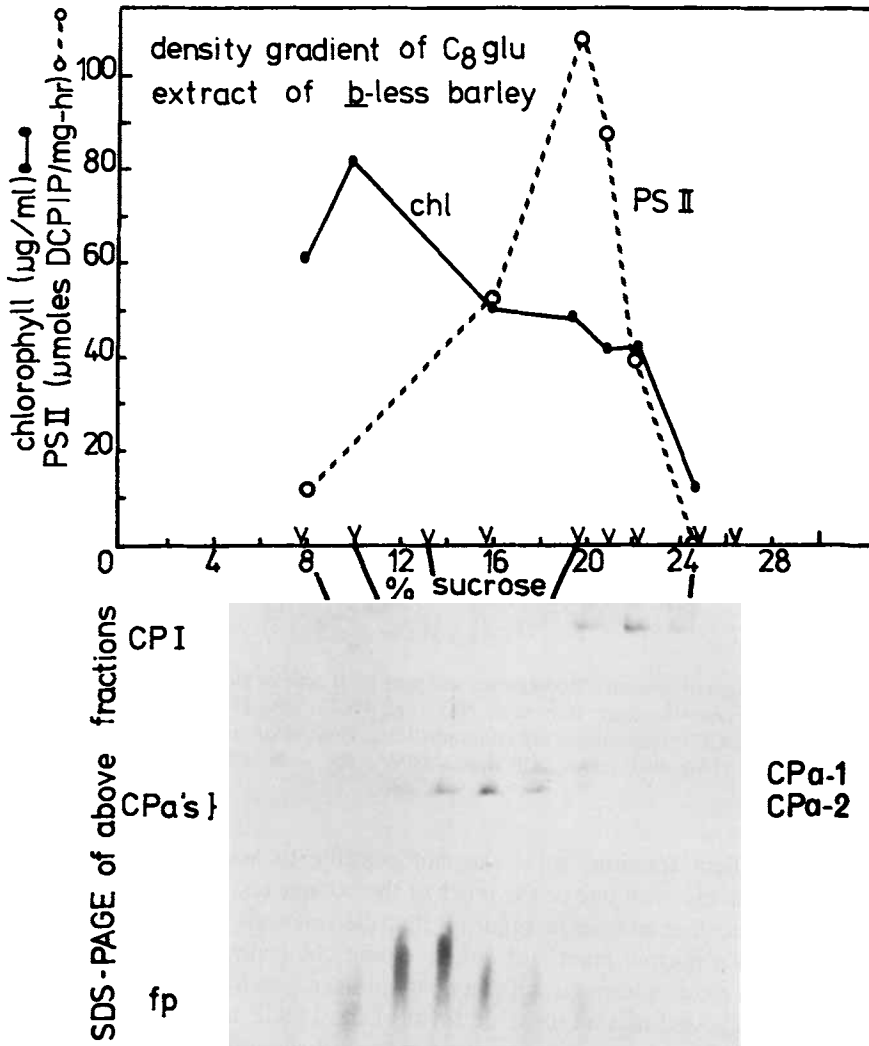 density gradient of C₈glu
extract of b-less barley
chlorophyll (µg/ml)
PS II (µmoles DCPIP/mg-hr)
100
80
60
40
20
0
chl
PS II
4 8 12 16 20 24 28
% sucrose
SDS-PAGE of above fractions
CP I
CPa's }
fp
CPa-1
CPa-2